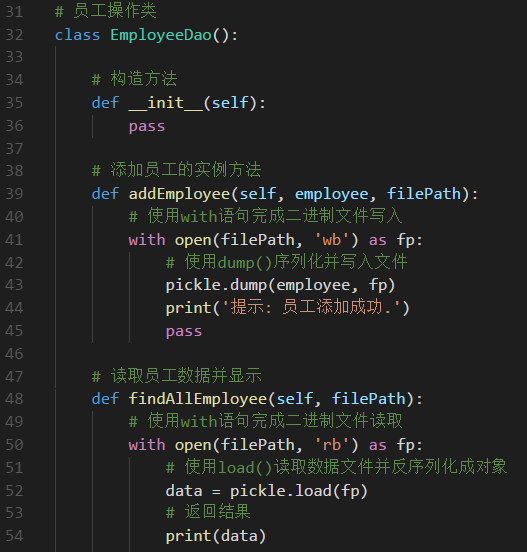 31 # 员工操作类
32 class EmployeeDao():
33
34     # 构造方法
35     def __init__(self):
36         pass
37
38     # 添加员工的实例方法
39     def addEmployee(self, employee, filePath):
40         # 使用with语句完成二进制文件写入
41         with open(filePath, 'wb') as fp:
42             # 使用dump()序列化并写入文件
43             pickle.dump(employee, fp)
44             print('提示: 员工添加成功.')
45             pass
46
47     # 读取员工数据并显示
48     def findAllEmployee(self, filePath):
49         # 使用with语句完成二进制文件读取
50         with open(filePath, 'rb') as fp:
51             # 使用load()读取数据文件并反序列化成对象
52             data = pickle.load(fp)
53             # 返回结果
54             print(data)